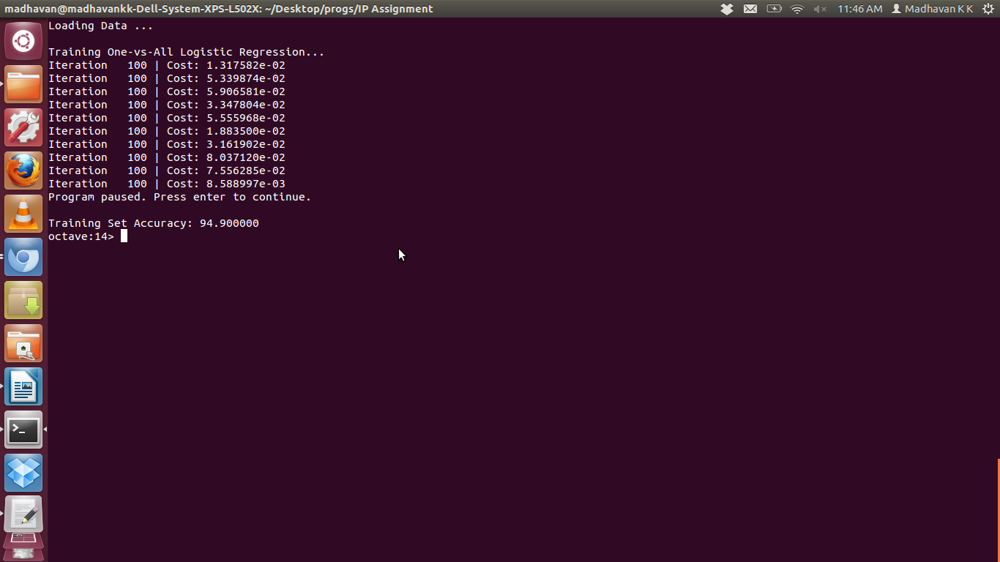 madhavan@madhavankk-Dell-System-XPS-L502X: ~/Desktop/progs/IP Assignment
11:46 AM
Madhavan K K
Loading Data ...
Training One-vs-All Logistic Regression...
Iteration   100 | Cost: 1.317582e-02
Iteration   100 | Cost: 5.339874e-02
Iteration   100 | Cost: 5.906581e-02
Iteration   100 | Cost: 3.347804e-02
Iteration   100 | Cost: 5.555968e-02
Iteration   100 | Cost: 1.883500e-02
Iteration   100 | Cost: 3.161902e-02
Iteration   100 | Cost: 8.037120e-02
Iteration   100 | Cost: 7.556285e-02
Iteration   100 | Cost: 8.588997e-03
Program paused. Press enter to continue.
Training Set Accuracy: 94.900000
octave:14>